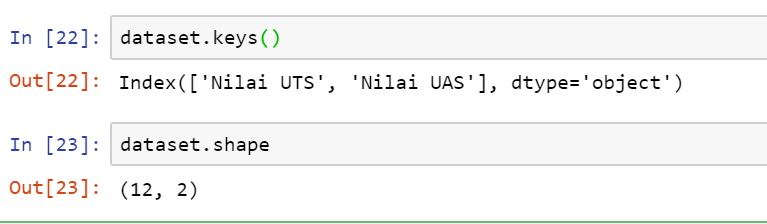 In [22]: dataset.keys()
Out[22]: Index(['Nilai UTS', 'Nilai UAS'], dtype='object')
In [23]: dataset.shape
Out[23]: (12, 2)